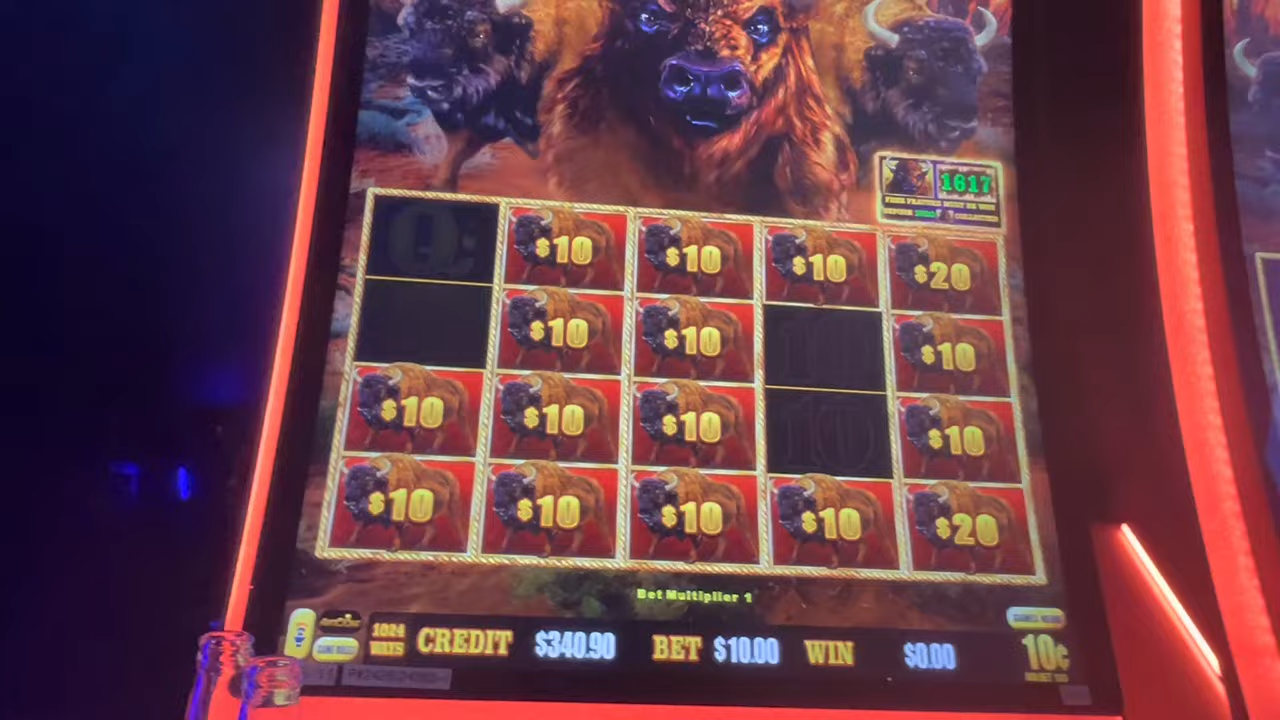 1617
$10 $10 $10 $20
$10 $10 $10
$10 $10 $10 $10
$10 $10 $10 $10 $20
Bet Multiplier 1
1024
WAYS
CREDIT $340.90 BET $10.00 WIN $0.00
10¢